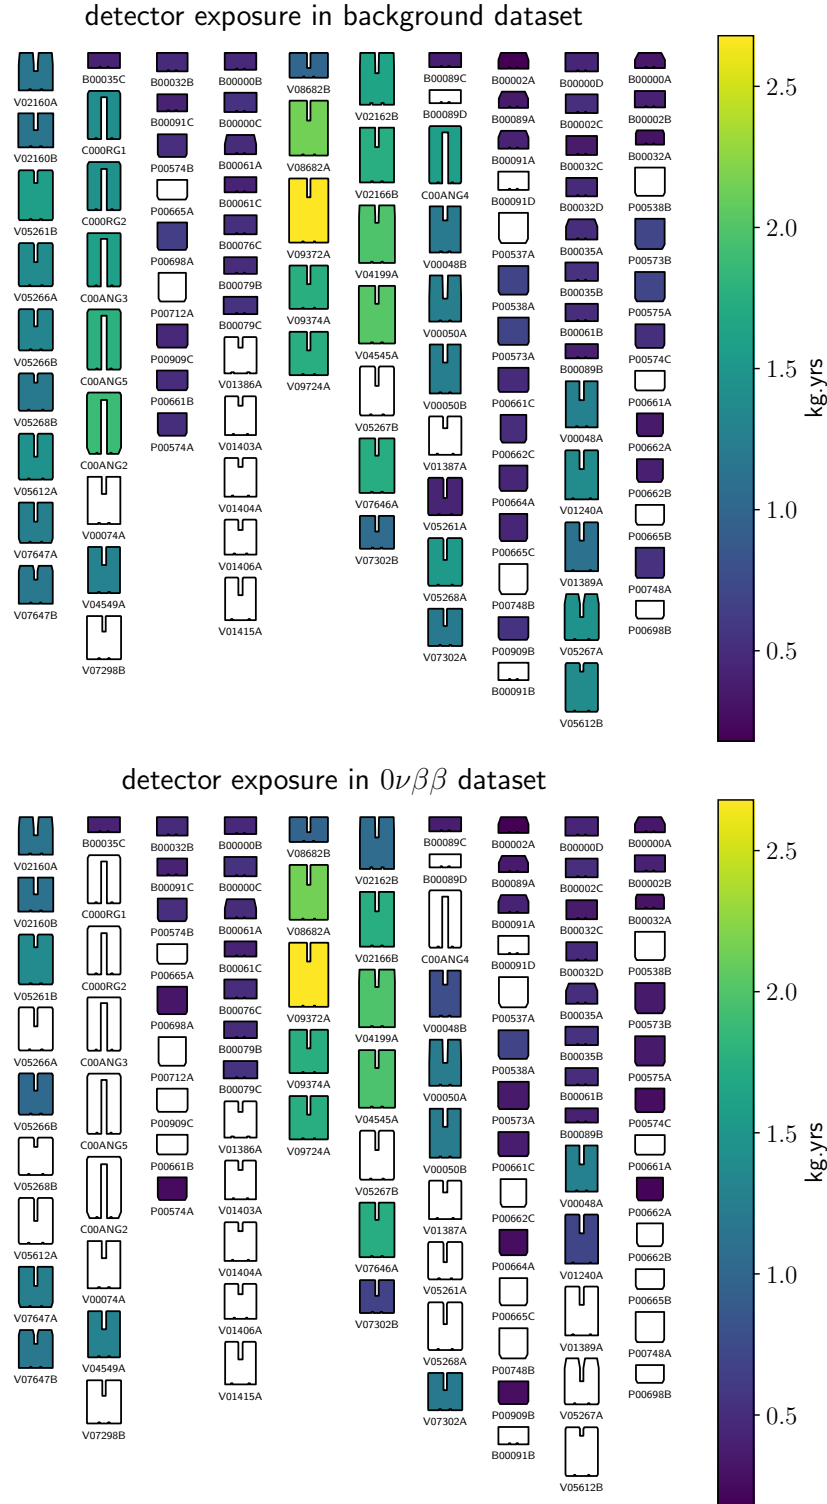 detector exposure in background dataset
V02160A
V02160B
V05261B
V05266A
V05266B
V05268B
V05612A
V07647A
V07647B
B00035C
C000RG1
C000RG2
C00ANG3
C00ANG5
C00ANG2
V00074A
V04549A
V07298B
B00032B
B00091C
P00574B
P00665A
P00698A
P00712A
P00909C
P00661B
P00574A
B00000B
B00000C
B00061A
B00061C
B00076C
B00079B
B00079C
V01386A
V01403A
V01404A
V01406A
V01415A
V08682B
V08682A
V09372A
V09374A
V09724A
V02162B
V02166B
V04199A
V04545A
V05267B
V07646A
V07302B
B00089C
B00089D
C00ANG4
V00048B
V00050A
V00050B
V01387A
V05261A
V05268A
V07302A
B00002A
B00089A
B00091A
B00091D
P00537A
P00538A
P00573A
P00661C
P00662C
P00664A
P00665C
P00748B
P00909B
B00091B
B00000D
B00002C
B00032C
B00032D
B00035A
B00035B
B00061B
B00089B
V00048A
V01240A
V01389A
V05267A
V05612B
B00000A
B00002B
B00032A
P00538B
P00573B
P00575A
P00574C
P00661A
P00662A
P00662B
P00665B
P00748A
P00698B
2.5
2.0
1.5
1.0
0.5
kg.yrs
detector exposure in 0νββ dataset
V02160A
V02160B
V05261B
V05266A
V05266B
V05268B
V05612A
V07647A
V07647B
B00035C
C000RG1
C000RG2
C00ANG3
C00ANG5
C00ANG2
V00074A
V04549A
V07298B
B00032B
B00091C
P00574B
P00665A
P00698A
P00712A
P00909C
P00661B
P00574A
B00000B
B00000C
B00061A
B00061C
B00076C
B00079B
B00079C
V01386A
V01403A
V01404A
V01406A
V01415A
V08682B
V08682A
V09372A
V09374A
V09724A
V02162B
V02166B
V04199A
V04545A
V05267B
V07646A
V07302B
B00089C
B00089D
C00ANG4
V00048B
V00050A
V00050B
V01387A
V05261A
V05268A
V07302A
B00002A
B00089A
B00091A
B00091D
P00537A
P00538A
P00573A
P00661C
P00662C
P00664A
P00665C
P00748B
P00909B
B00091B
B00000D
B00002C
B00032C
B00032D
B00035A
B00035B
B00061B
B00089B
V00048A
V01240A
V01389A
V05267A
V05612B
B00000A
B00002B
B00032A
P00538B
P00573B
P00575A
P00574C
P00661A
P00662A
P00662B
P00665B
P00748A
P00698B
2.5
2.0
1.5
1.0
0.5
kg.yrs